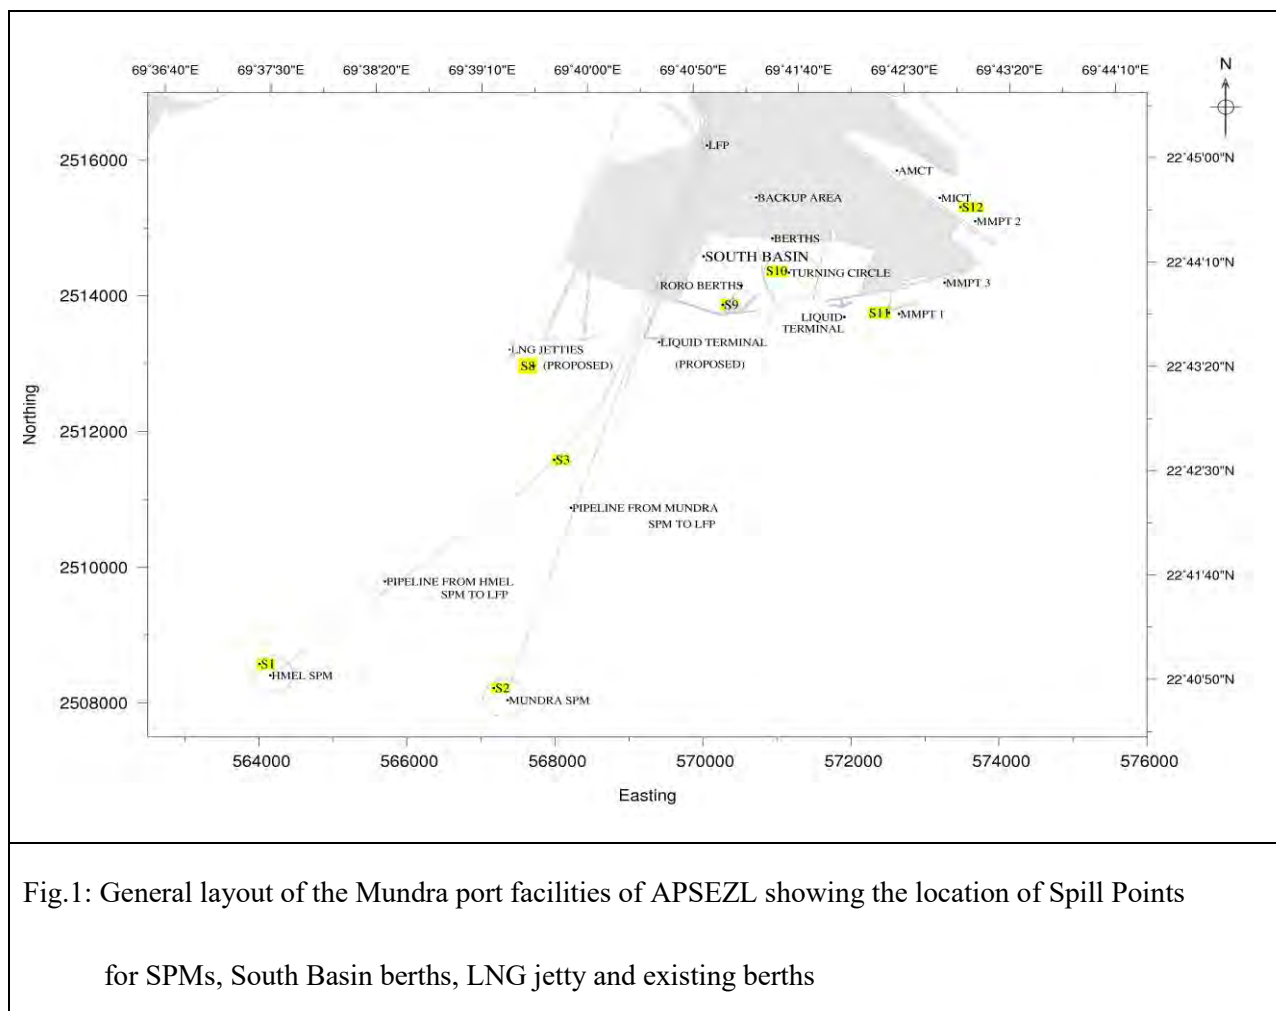 69°36'40"E 69°37'30"E 69°38'20"E 69°39'10"E 69°40'00"E 69°40'50"E 69°41'40"E 69°42'30"E 69°43'20"E 69°44'10"E
N
2516000
2514000
2512000
2510000
2508000
Northing
22°45'00"N
22°44'10"N
22°43'20"N
22°42'30"N
22°41'40"N
22°40'50"N
LFP
AMCT
BACKUP AREA
MICT
S12
MMPT 2
BERTHS
SOUTH BASIN
S10 TURNING CIRCLE
RORO BERTHS
MMPT 3
S9
LIQUID
TERMINAL
S11 MMPT 1
LNG JETTIES
S8 (PROPOSED)
LIQUID TERMINAL
(PROPOSED)
S3
PIPELINE FROM MUNDRA
SPM TO LFP
PIPELINE FROM HMEL
SPM TO LFP
S1
HMEL SPM
S2
MUNDRA SPM
564000 566000 568000 570000 572000 574000 576000
Easting
Fig.1: General layout of the Mundra port facilities of APSEZL showing the location of Spill Points
for SPMs, South Basin berths, LNG jetty and existing berths